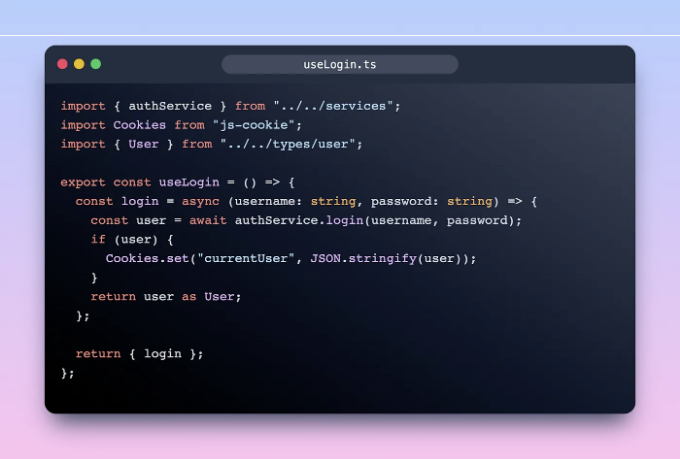 useLogin.ts
import { authService } from "../../services";
import Cookies from "js-cookie";
import { User } from "../../types/user";

export const useLogin = () => {
  const login = async (username: string, password: string) => {
    const user = await authService.login(username, password);
    if (user) {
      Cookies.set("currentUser", JSON.stringify(user));
    }
    return user as User;
  };

  return { login };
};